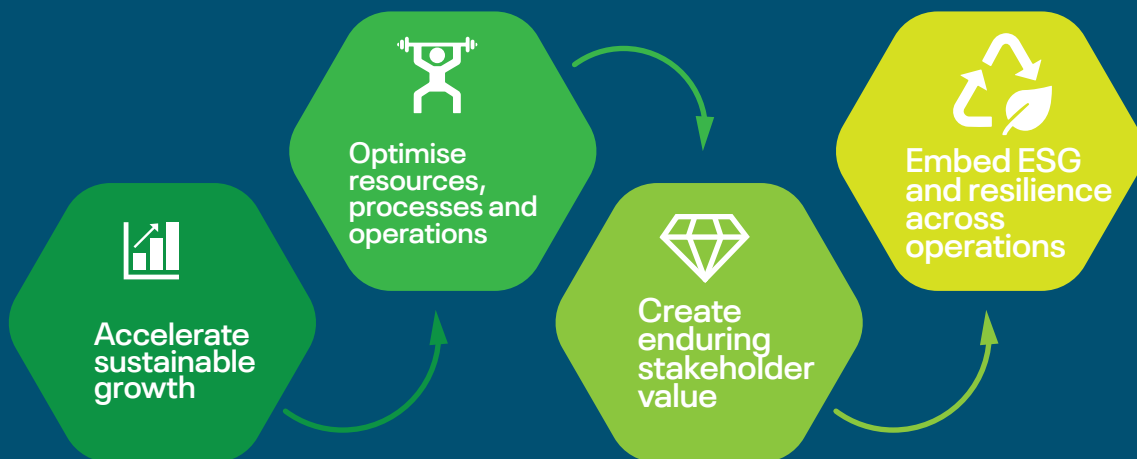 Accelerate
sustainable
growth
Optimise
resources,
processes and
operations
Create
enduring
stakeholder
value
Embed ESG
and resilience
across
operations